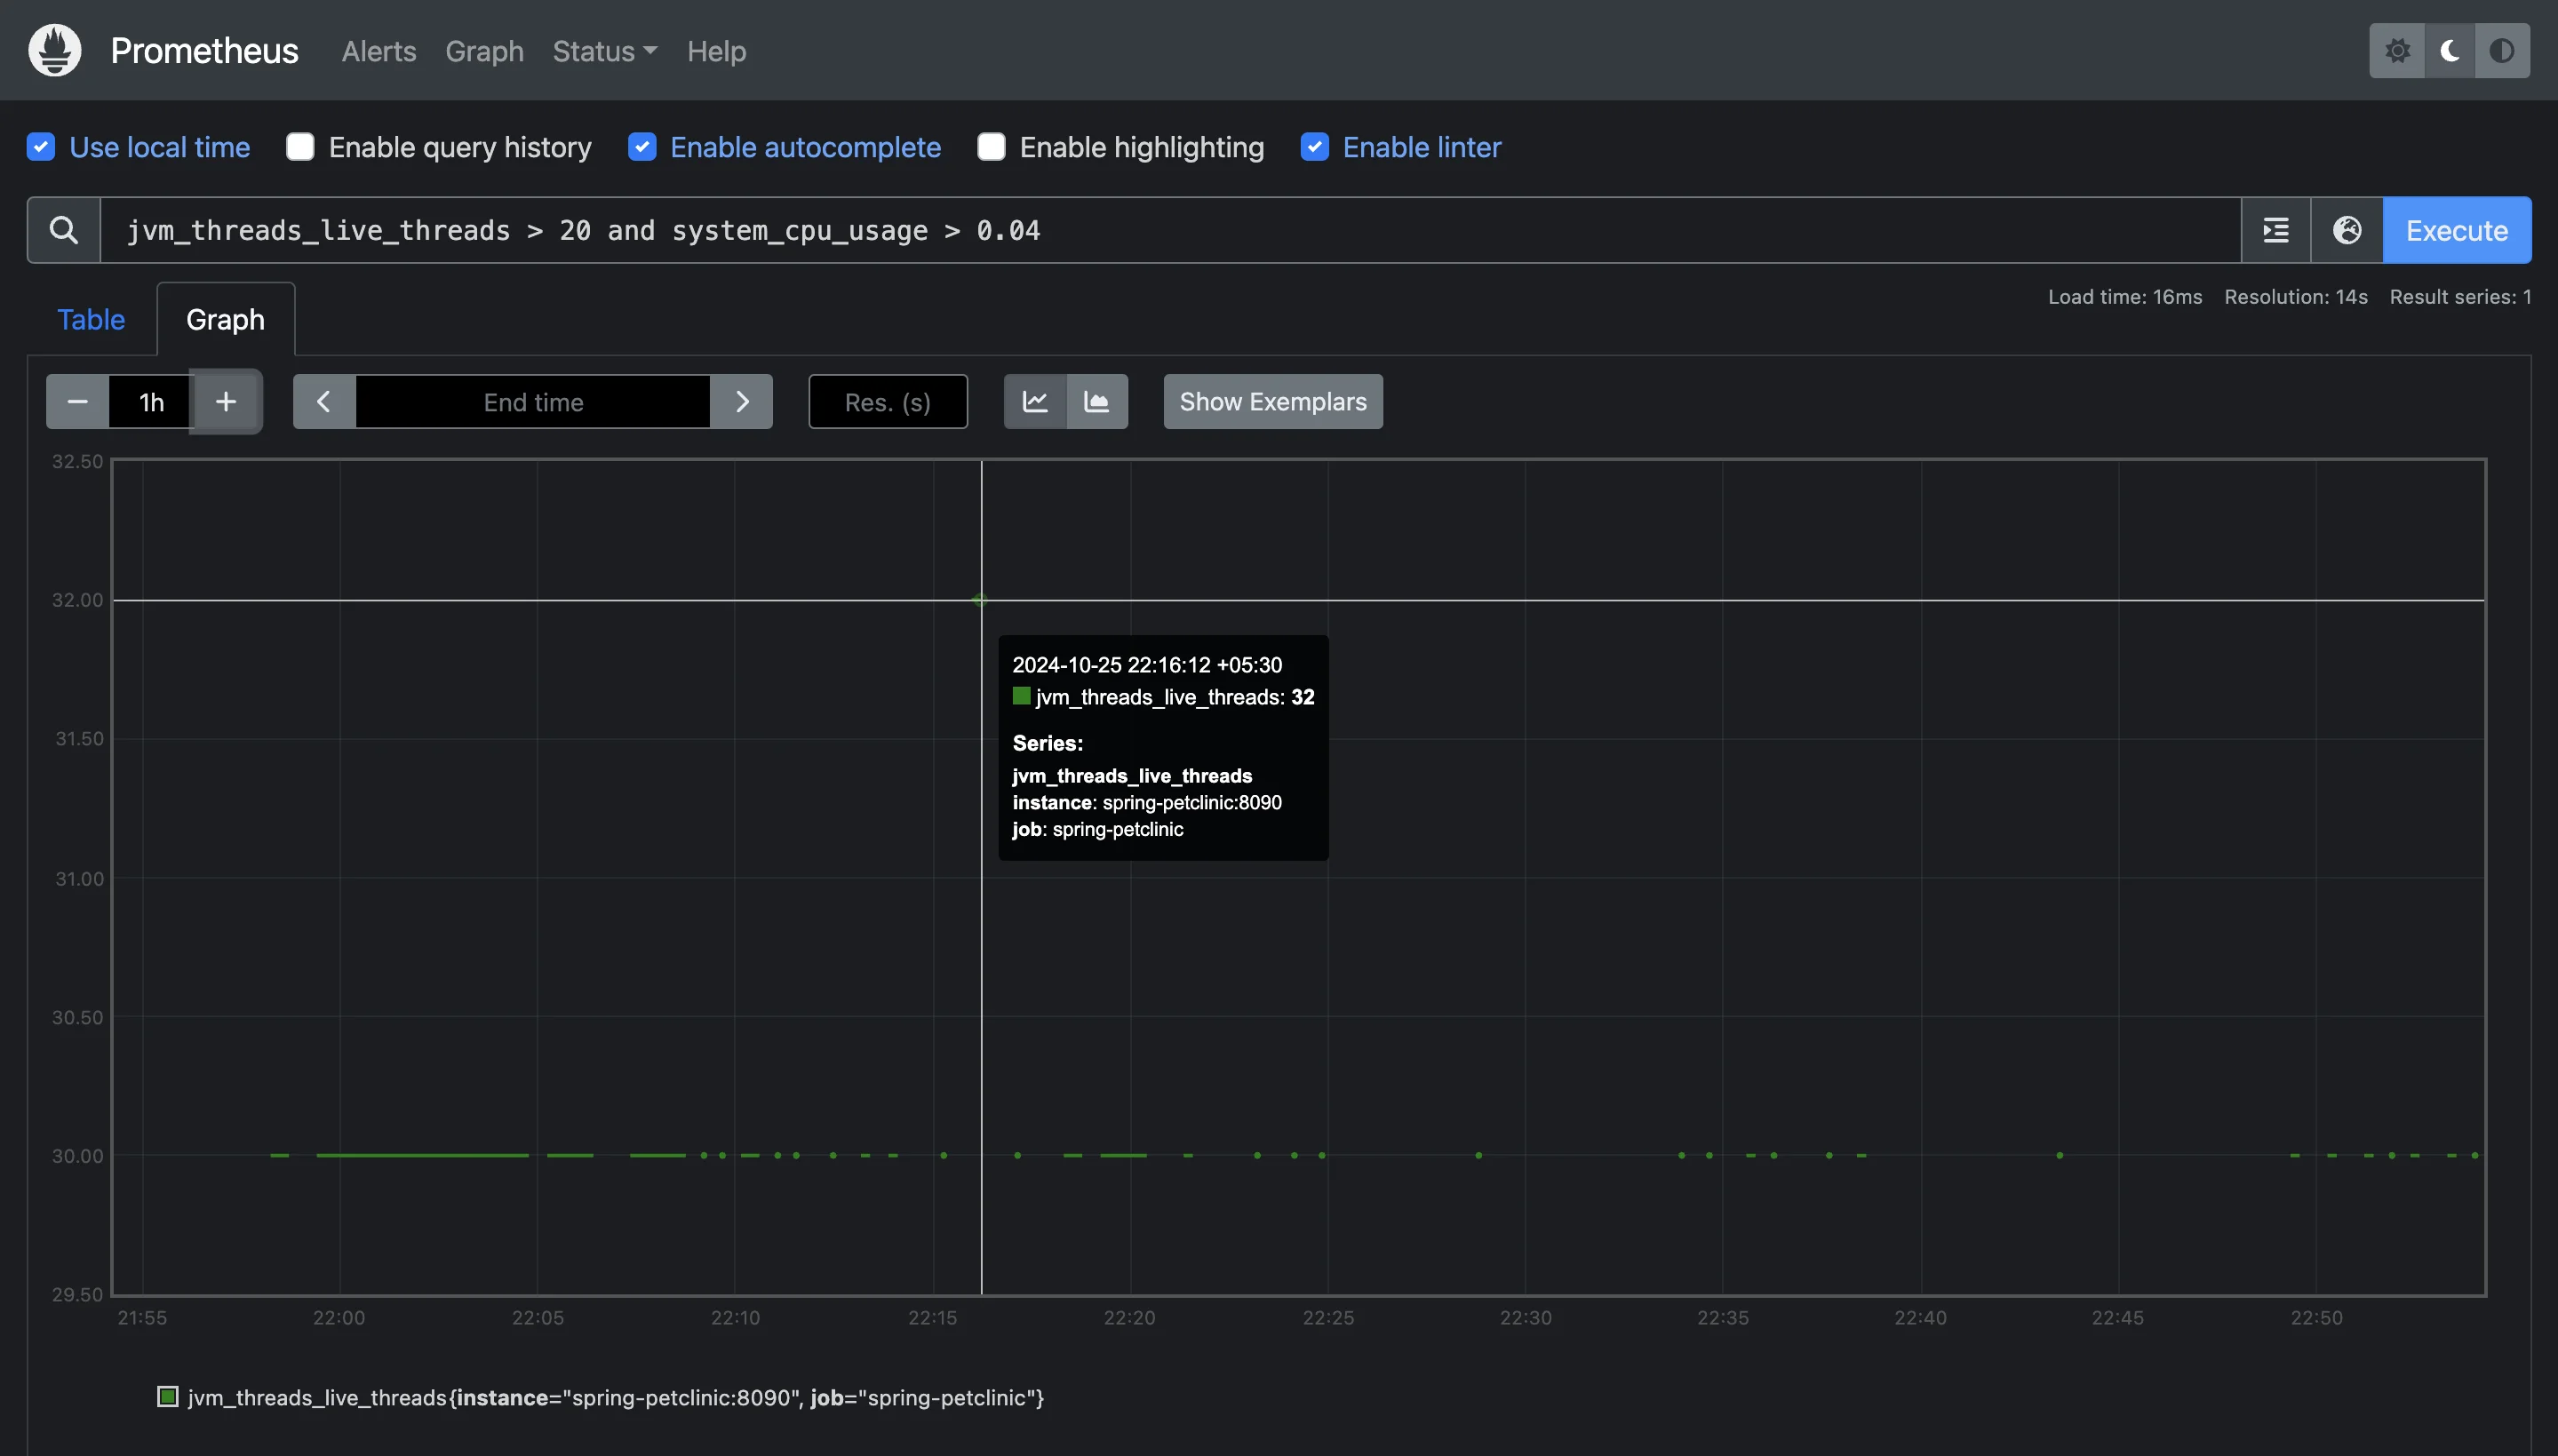 Prometheus Alerts Graph Status Help
Use local time Enable query history Enable autocomplete Enable highlighting Enable linter
jvm_threads_live_threads > 20 and system_cpu_usage > 0.04 Execute
Load time: 16ms Resolution: 14s Result series: 1
Table Graph
1h End time Res. (s) Show Exemplars
32.50
32.00
2024-10-25 22:16:12 +05:30
jvm_threads_live_threads: 32
31.50
Series:
jvm_threads_live_threads
instance: spring-petclinic:8090
job: spring-petclinic
31.00
30.50
30.00
29.50
21:55 22:00 22:05 22:10 22:15 22:20 22:25 22:30 22:35 22:40 22:45 22:50
jvm_threads_live_threads{instance="spring-petclinic:8090", job="spring-petclinic"}